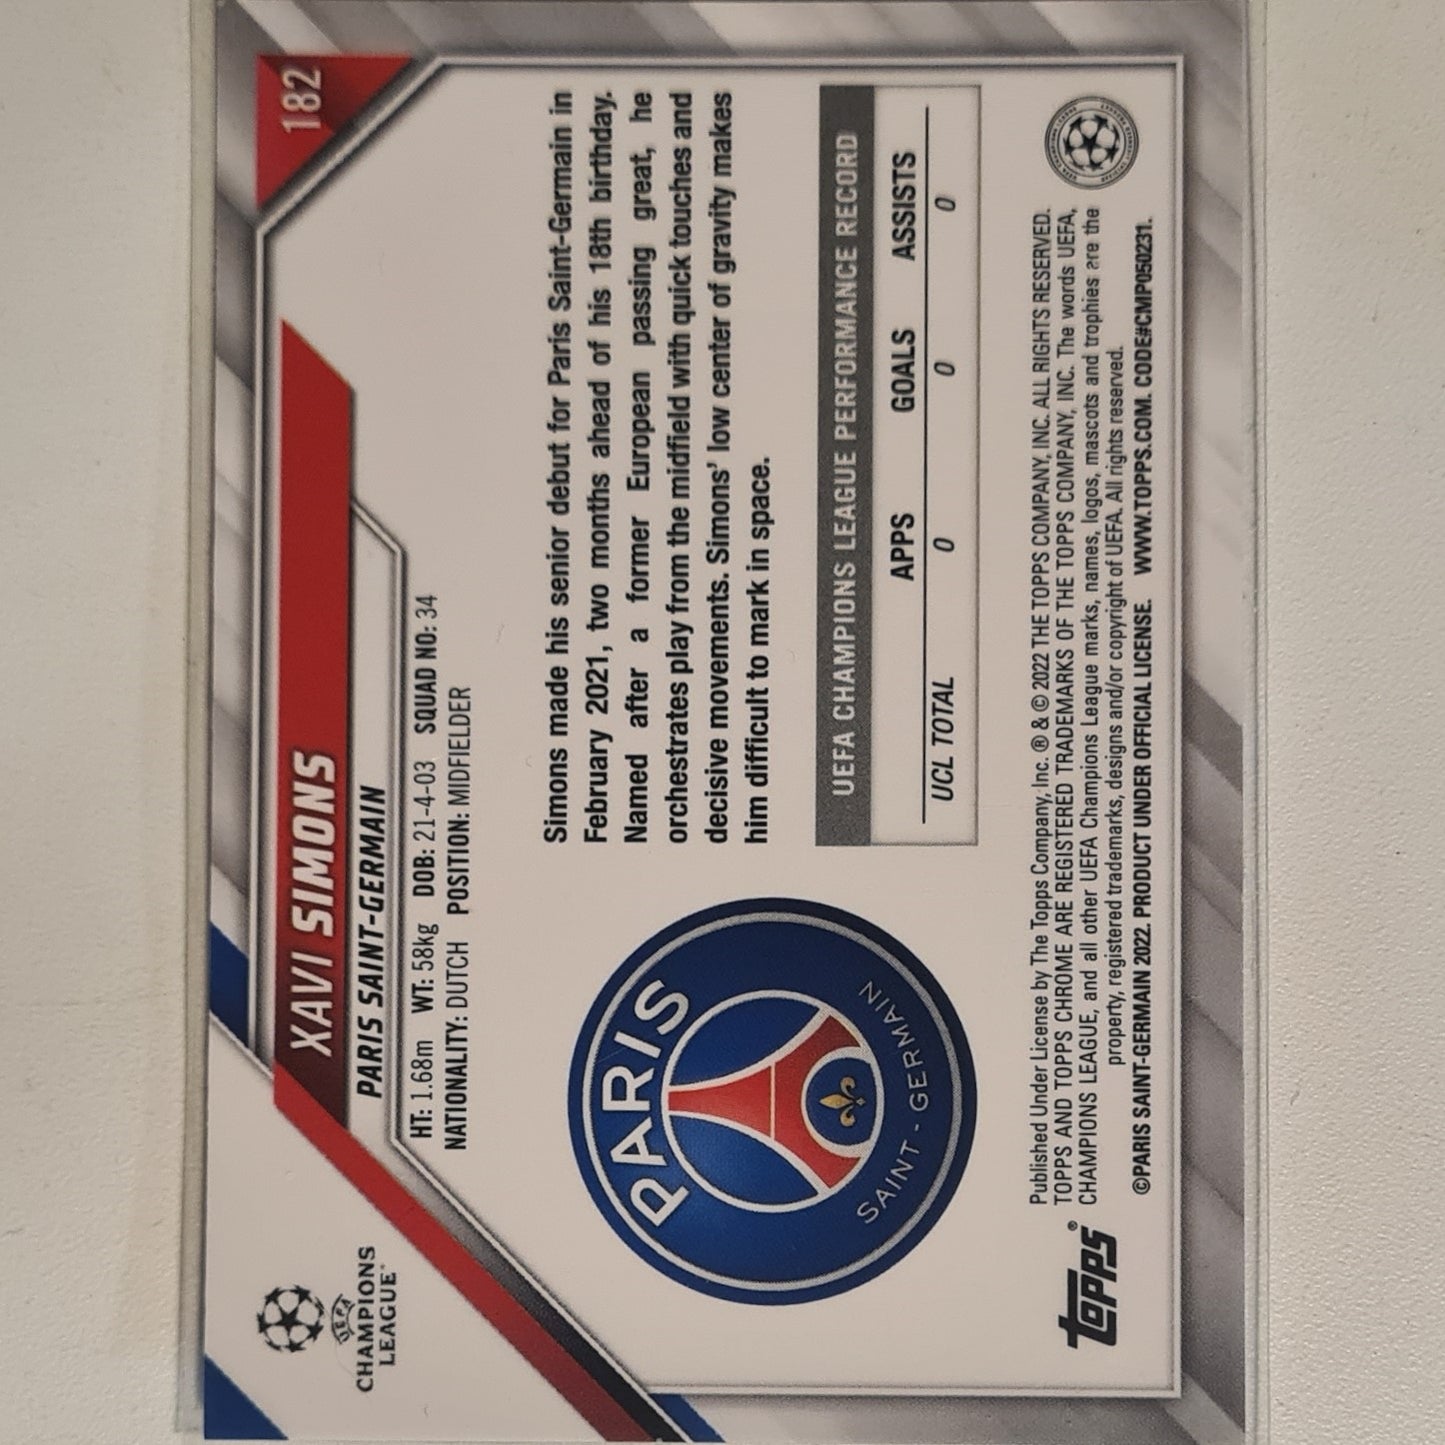 182
UEFA
CHAMPIONS
LEAGUE
XAVI SIMONS
PARIS SAINT-GERMAIN
HT: 1.68m WT: 58kg DOB: 21-4-03 SQUAD NO: 34
NATIONALITY: DUTCH POSITION: MIDFIELDER
Simons made his senior debut for Paris Saint-Germain in
February 2021, two months ahead of his 18th birthday.
Named after a former European passing great, he
orchestrates play from the midfield with quick touches and
decisive movements. Simons' low center of gravity makes
him difficult to mark in space.
PARIS
SAINT-GERMAIN
UEFA CHAMPIONS LEAGUE PERFORMANCE RECORD
APPS GOALS ASSISTS
UCL TOTAL 0 0 0
Published Under License by The Topps Company, Inc. ® & © 2022 THE TOPPS COMPANY, INC. ALL RIGHTS RESERVED.
TOPPS AND TOPPS CHROME ARE REGISTERED TRADEMARKS OF THE TOPPS COMPANY, INC. The words UEFA,
CHAMPIONS LEAGUE, and all other UEFA Champions League marks, names, logos, mascots and trophies are the
property, registered trademarks, designs and/or copyright of UEFA. All rights reserved.
©PARIS SAINT-GERMAIN 2022. PRODUCT UNDER OFFICIAL LICENSE. WWW.TOPPS.COM. CODE#CMP050231.
topps®